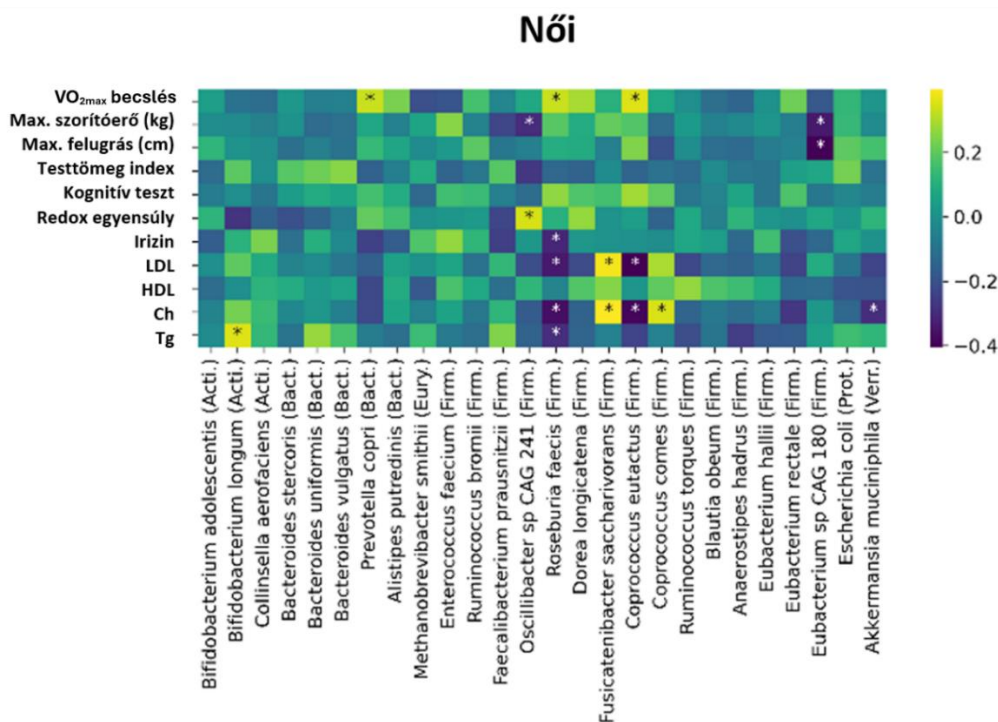 Női
VO2max becslés
Max. szorítóerő (kg)
Max. felugrás (cm)
Testtömeg index
Kognitív teszt
Redox egyensúly
Irizin
LDL
HDL
Ch
Tg
* * *
* *
*
*
*
* * *
* * * * *
* *
0.2
0.0
−0.2
−0.4
Bifidobacterium adolescentis (Acti.)
Bifidobacterium longum (Acti.)
Collinsella aerofaciens (Acti.)
Bacteroides stercoris (Bact.)
Bacteroides uniformis (Bact.)
Bacteroides vulgatus (Bact.)
Prevotella copri (Bact.)
Alistipes putredinis (Bact.)
Methanobrevibacter smithii (Eury.)
Enterococcus faecium (Firm.)
Ruminococcus bromii (Firm.)
Faecalibacterium prausnitzii (Firm.)
Oscillibacter sp CAG 241 (Firm.)
Roseburia faecis (Firm.)
Dorea longicatena (Firm.)
Fusicatenibacter saccharivorans (Firm.)
Coprococcus eutactus (Firm.)
Coprococcus comes (Firm.)
Ruminococcus torques (Firm.)
Blautia obeum (Firm.)
Anaerostipes hadrus (Firm.)
Eubacterium hallii (Firm.)
Eubacterium rectale (Firm.)
Eubacterium sp CAG 180 (Firm.)
Escherichia coli (Prot.)
Akkermansia muciniphila (Verr.)